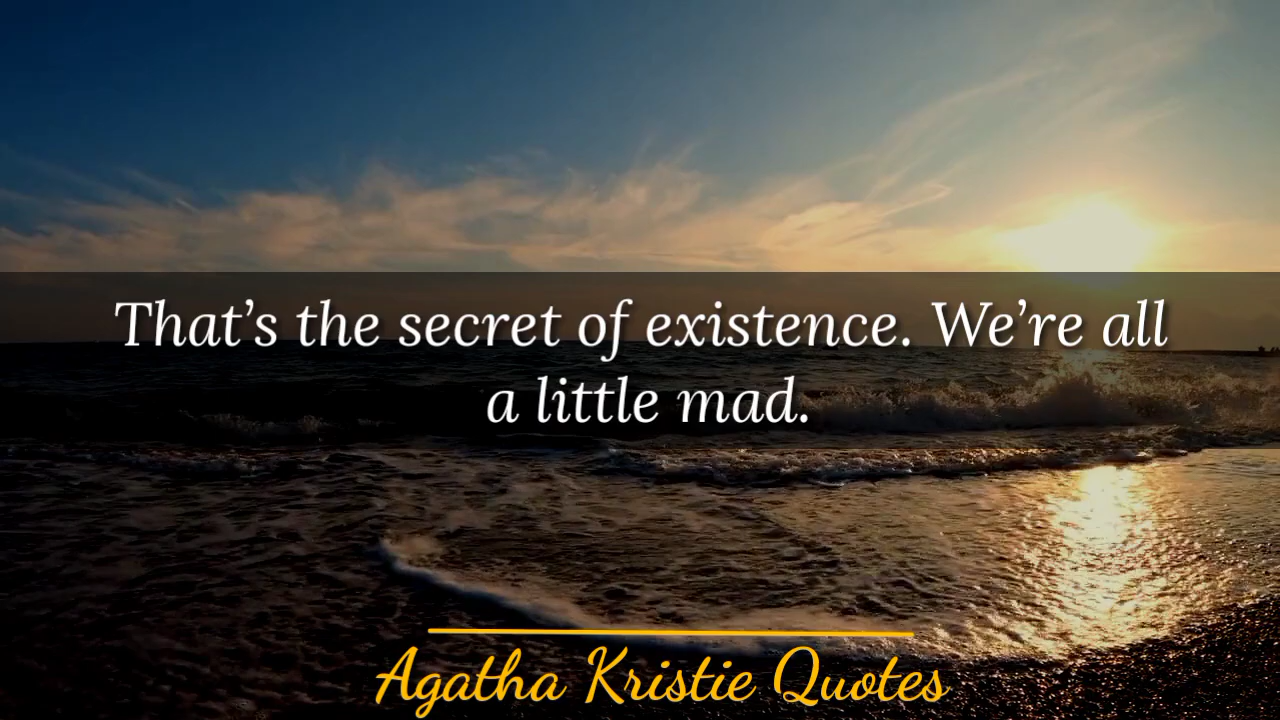 That’s the secret of existence. We’re all
a little mad.
Agatha Kristie Quotes